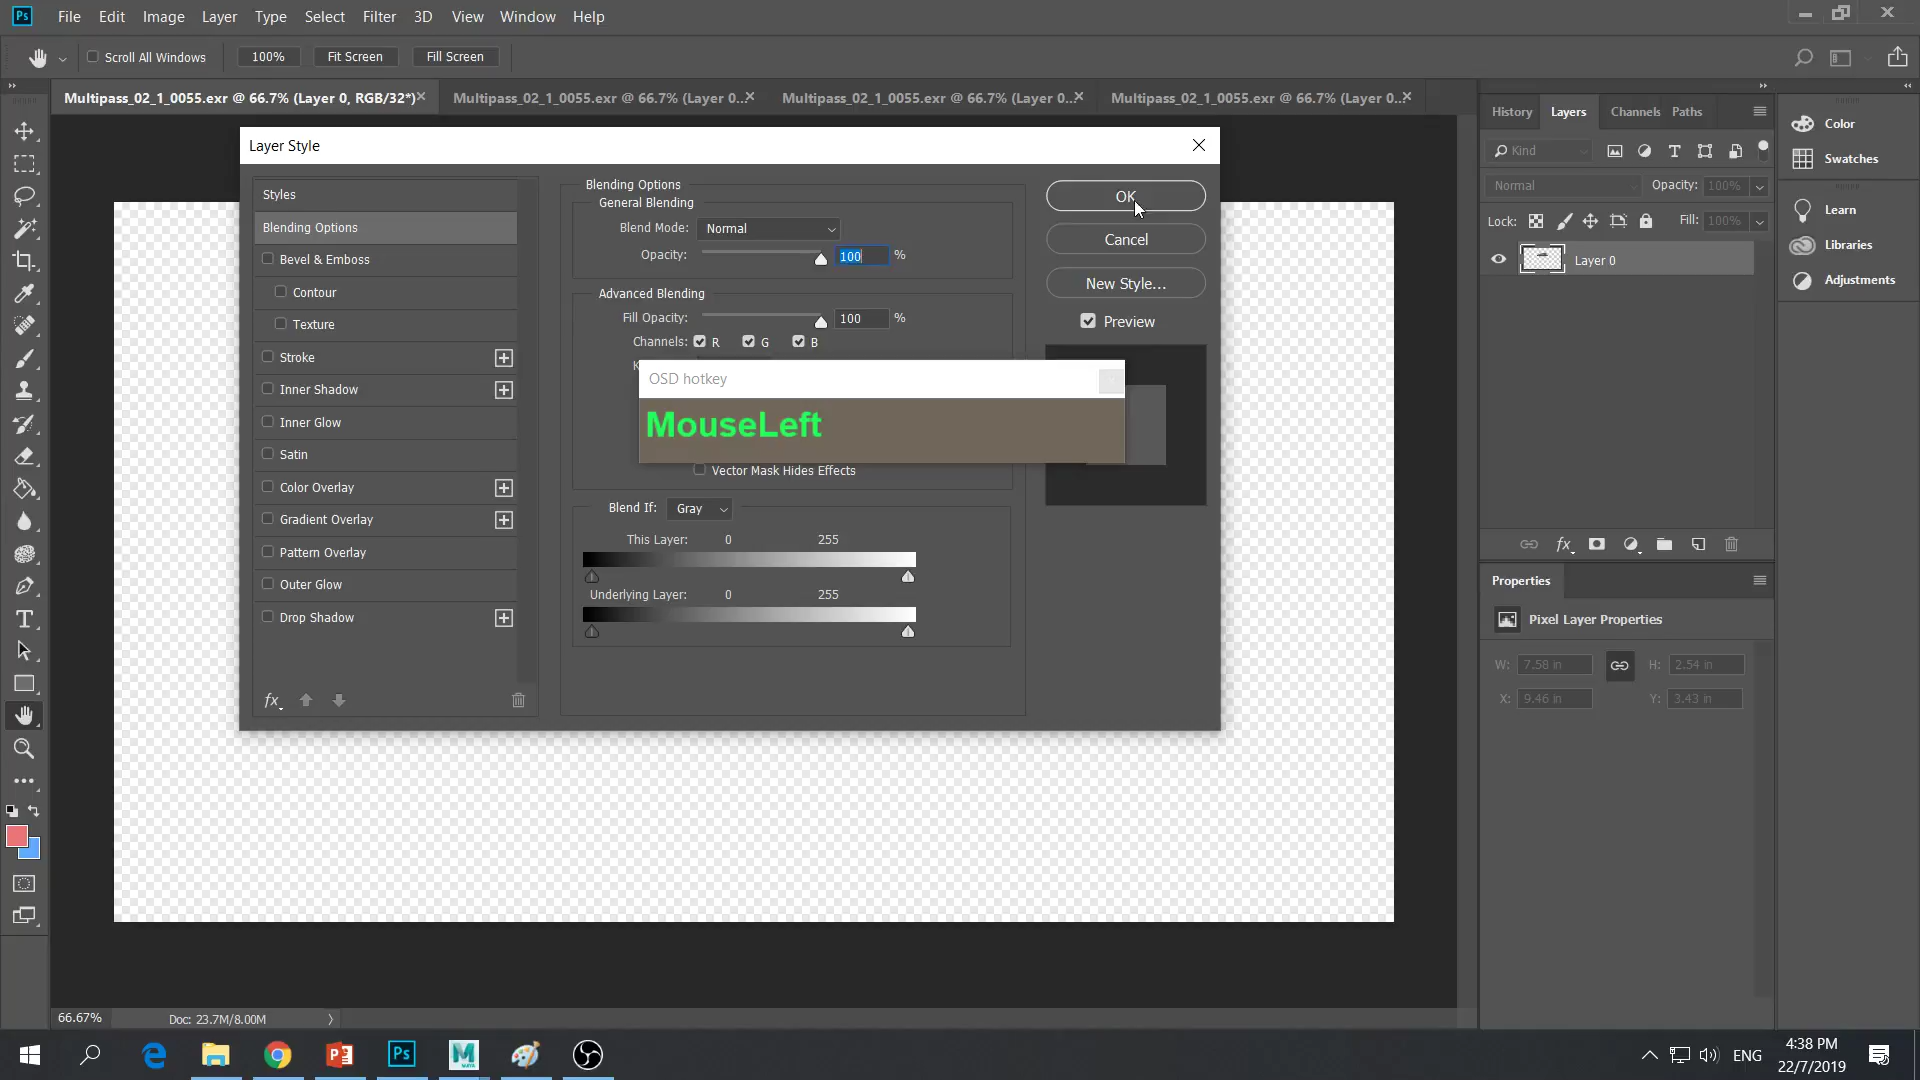 Ps File Edit Image Layer Type Select Filter 3D View Window Help
Scroll All Windows 100% Fit Screen Fill Screen
Multipass_02_1_0055.exr @ 66.7% (Layer 0, RGB/32*) Multipass_02_1_0055.exr @ 66.7% (Layer 0.. Multipass_02_1_0055.exr @ 66.7% (Layer 0.. Multipass_02_1_0055.exr @ 66.7% (Layer 0..
Layer Style
Styles
Blending Options
Bevel & Emboss
Contour
Texture
Stroke
Inner Shadow
Inner Glow
Satin
Color Overlay
Gradient Overlay
Pattern Overlay
Outer Glow
Drop Shadow
fx
Blending Options
General Blending
Blend Mode: Normal
Opacity: 100 %
Advanced Blending
Fill Opacity: 100 %
Channels: R G B
OSD hotkey
MouseLeft
Vector Mask Hides Effects
Blend If: Gray
This Layer: 0 255
Underlying Layer: 0 255
OK
Cancel
New Style...
Preview
History Layers Channels Paths
Kind
Normal Opacity: 100%
Lock: Fill: 100%
Layer 0
fx
Properties
Pixel Layer Properties
W: 7.58 in H: 2.54 in
X: 9.46 in Y: 3.43 in
Color
Swatches
Learn
Libraries
Adjustments
66.67% Doc: 23.7M/8.00M
ENG
4:38 PM
22/7/2019